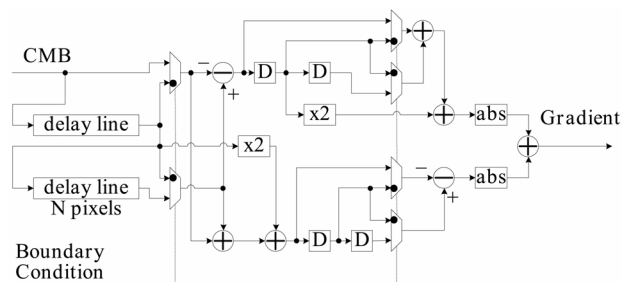 CMB
D
D
x2
abs
Gradient
delay line
x2
abs
delay line
N pixels
D
D
Boundary
Condition